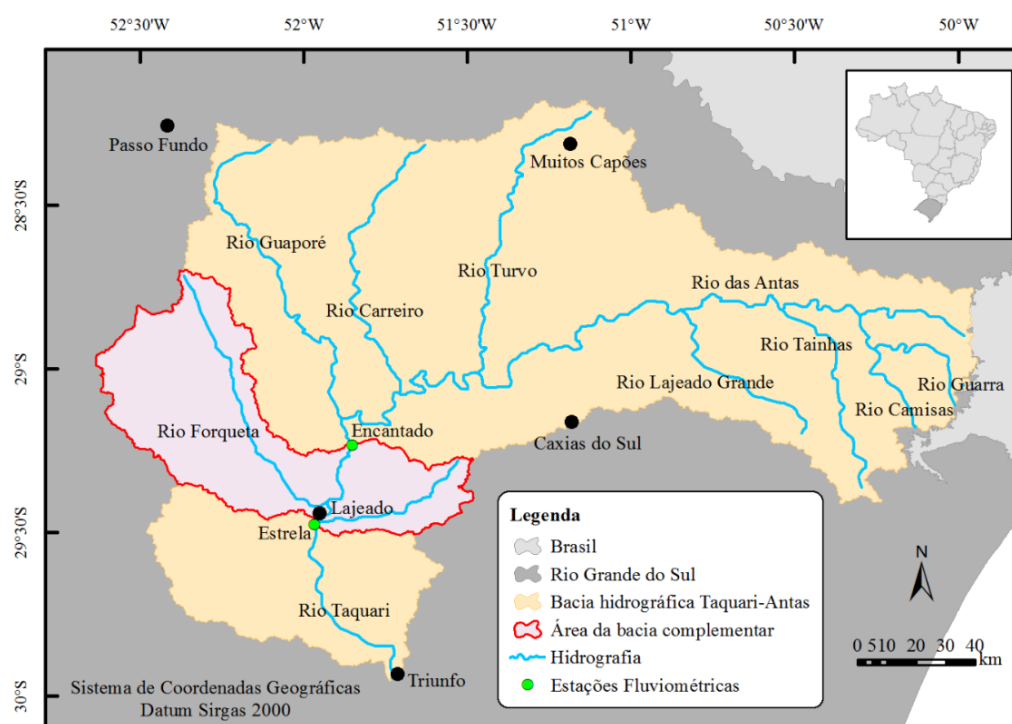 52°30'W
52°W
51°30'W
51°W
50°30'W
50°W
28°30'S
29°S
29°30'S
30°S
Passo Fundo
Muitos Capões
Rio Guaporé
Rio Turvo
Rio Carreiro
Rio das Antas
Rio Tainhas
Rio Lajeado Grande
Rio Guarra
Rio Camisas
Rio Forqueta
Encantado
Caxias do Sul
Lajeado
Estrela
Rio Taquari
Triunfo
Sistema de Coordenadas Geográficas
Datum Sirgas 2000
Legenda
Brasil
Rio Grande do Sul
Bacia hidrográfica Taquari-Antas
Área da bacia complementar
Hidrografia
Estações Fluviométricas
N
0 510 20 30 40
km